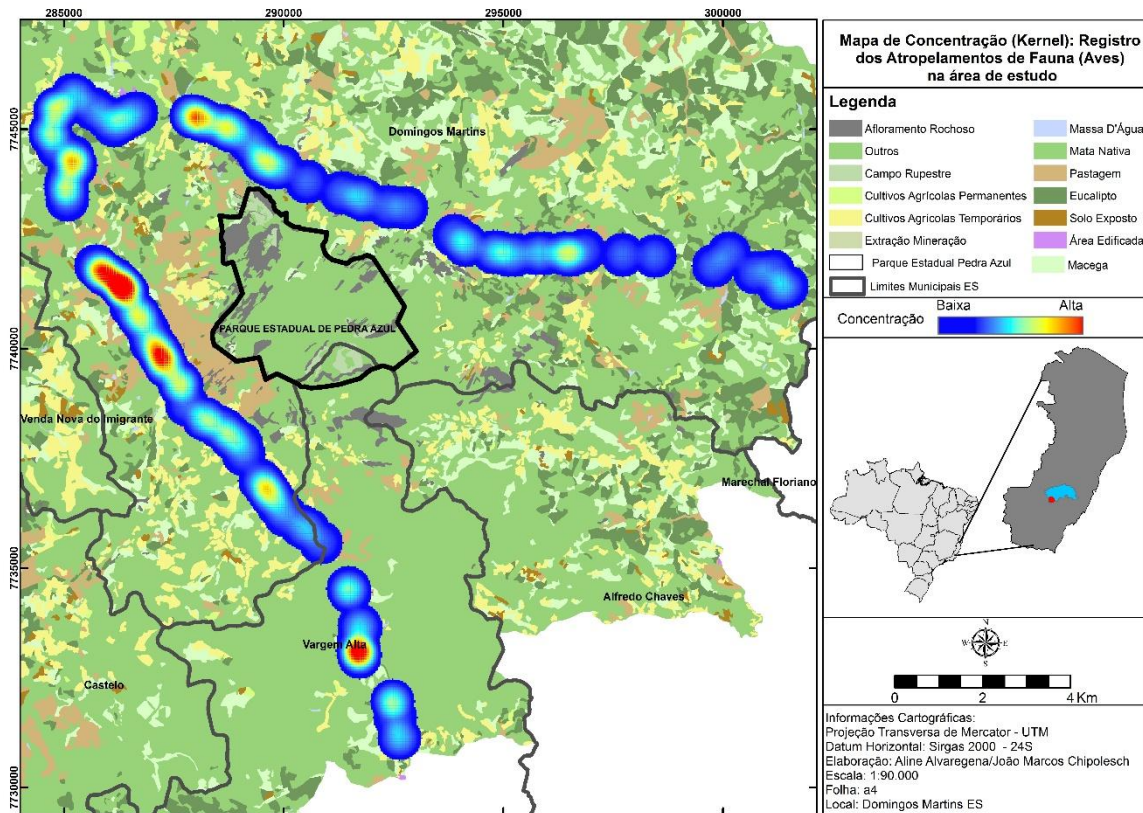 285000
290000
295000
300000
7745000
7740000
7735000
7730000
Domingos Martins
PARQUE ESTADUAL DE PEDRA AZUL
Venda Nova do Imigrante
Marechal Floriano
Alfredo Chaves
Vargem Alta
Castelo
Mapa de Concentração (Kernel): Registro
dos Atropelamentos de Fauna (Aves)
na área de estudo
Legenda
Afloramento Rochoso
Outros
Campo Rupestre
Cultivos Agrícolas Permanentes
Cultivos Agrícolas Temporários
Extração Mineração
Parque Estadual Pedra Azul
Limites Municipais ES
Massa D'Água
Mata Nativa
Pastagem
Eucalipto
Solo Exposto
Área Edificada
Macega
Baixa Alta
Concentração
N
W E
S
0 2 4 Km
Informações Cartográficas:
Projeção Transversa de Mercator - UTM
Datum Horizontal: Sirgas 2000 - 24S
Elaboração: Aline Alvaregena/João Marcos Chipolesch
Escala: 1:90.000
Folha: a4
Local: Domingos Martins ES